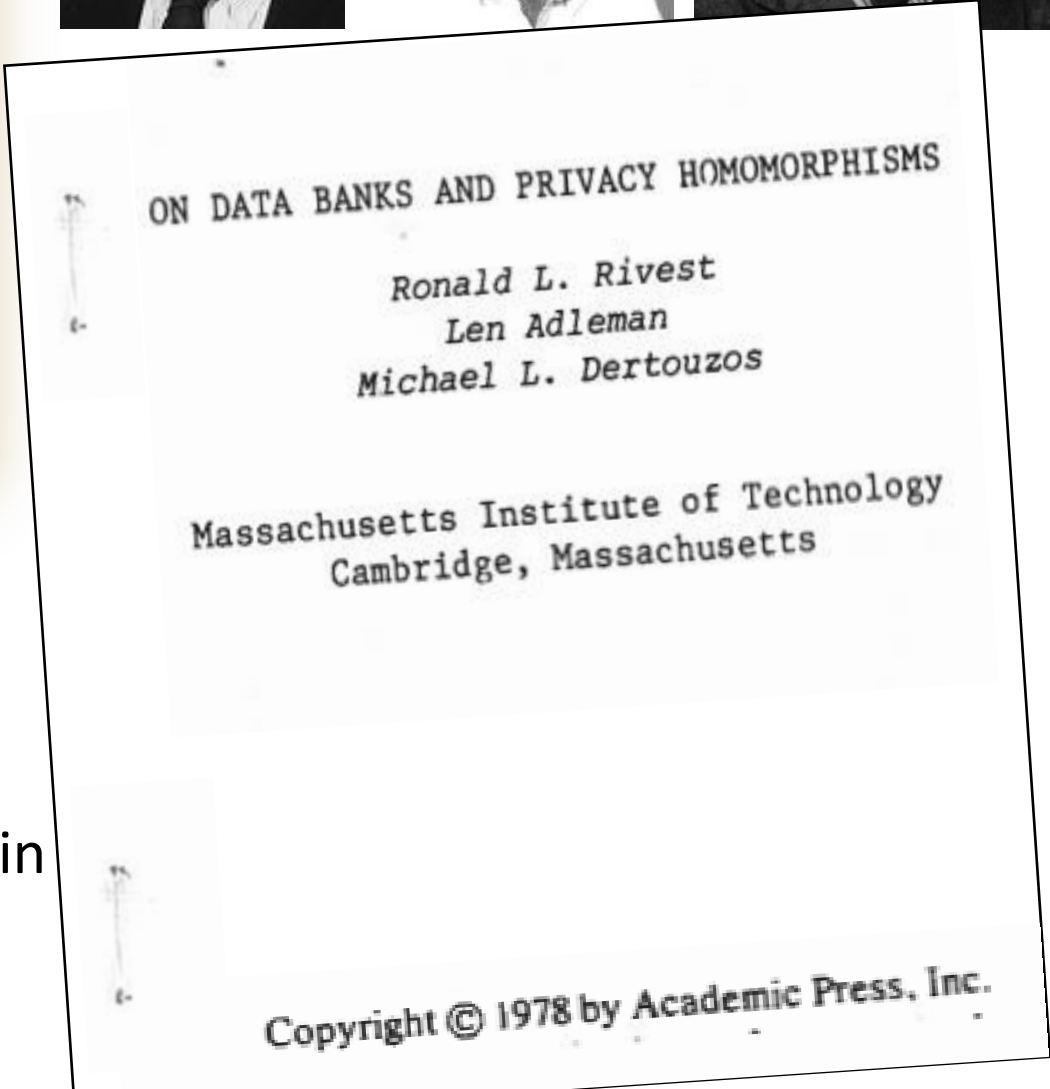 ON DATA BANKS AND PRIVACY HOMOMORPHISMS
Ronald L. Rivest
Len Adleman
Michael L. Dertouzos
Massachusetts Institute of Technology
Cambridge, Massachusetts
in
Copyright © 1978 by Academic Press, Inc.